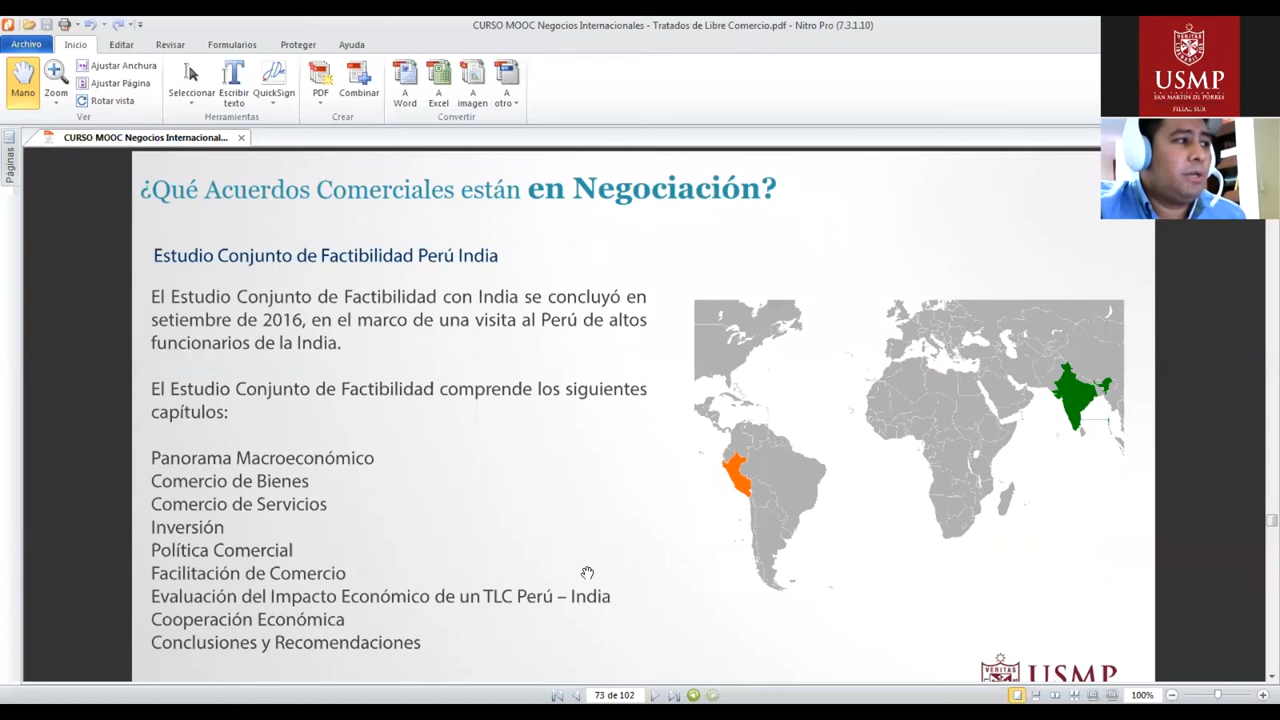 CURSO MOOC Negocios Internacionales - Tratados de Libre Comercio.pdf - Nitro Pro (7.3.1.10)
Archivo Inicio Editar Revisar Formularios Proteger Ayuda
Mano
Zoom
Ajustar Anchura
Ajustar Página
Rotar vista
Ver
Seleccionar
Escribir texto
QuickSign
Herramientas
PDF
Combinar
Crear
A Word
A Excel
A imagen
A otro
Convertir
VERITAS
USMP
UNIVERSIDAD DE
SAN MARTIN DE PORRES
FILIAL SUR
CURSO MOOC Negocios Internacional...
Páginas
¿Qué Acuerdos Comerciales están en Negociación?
Estudio Conjunto de Factibilidad Perú India
El Estudio Conjunto de Factibilidad con India se concluyó en
setiembre de 2016, en el marco de una visita al Perú de altos
funcionarios de la India.
El Estudio Conjunto de Factibilidad comprende los siguientes
capítulos:
Panorama Macroeconómico
Comercio de Bienes
Comercio de Servicios
Inversión
Política Comercial
Facilitación de Comercio
Evaluación del Impacto Económico de un TLC Perú – India
Cooperación Económica
Conclusiones y Recomendaciones
VERITAS
USMP
73 de 102
100%